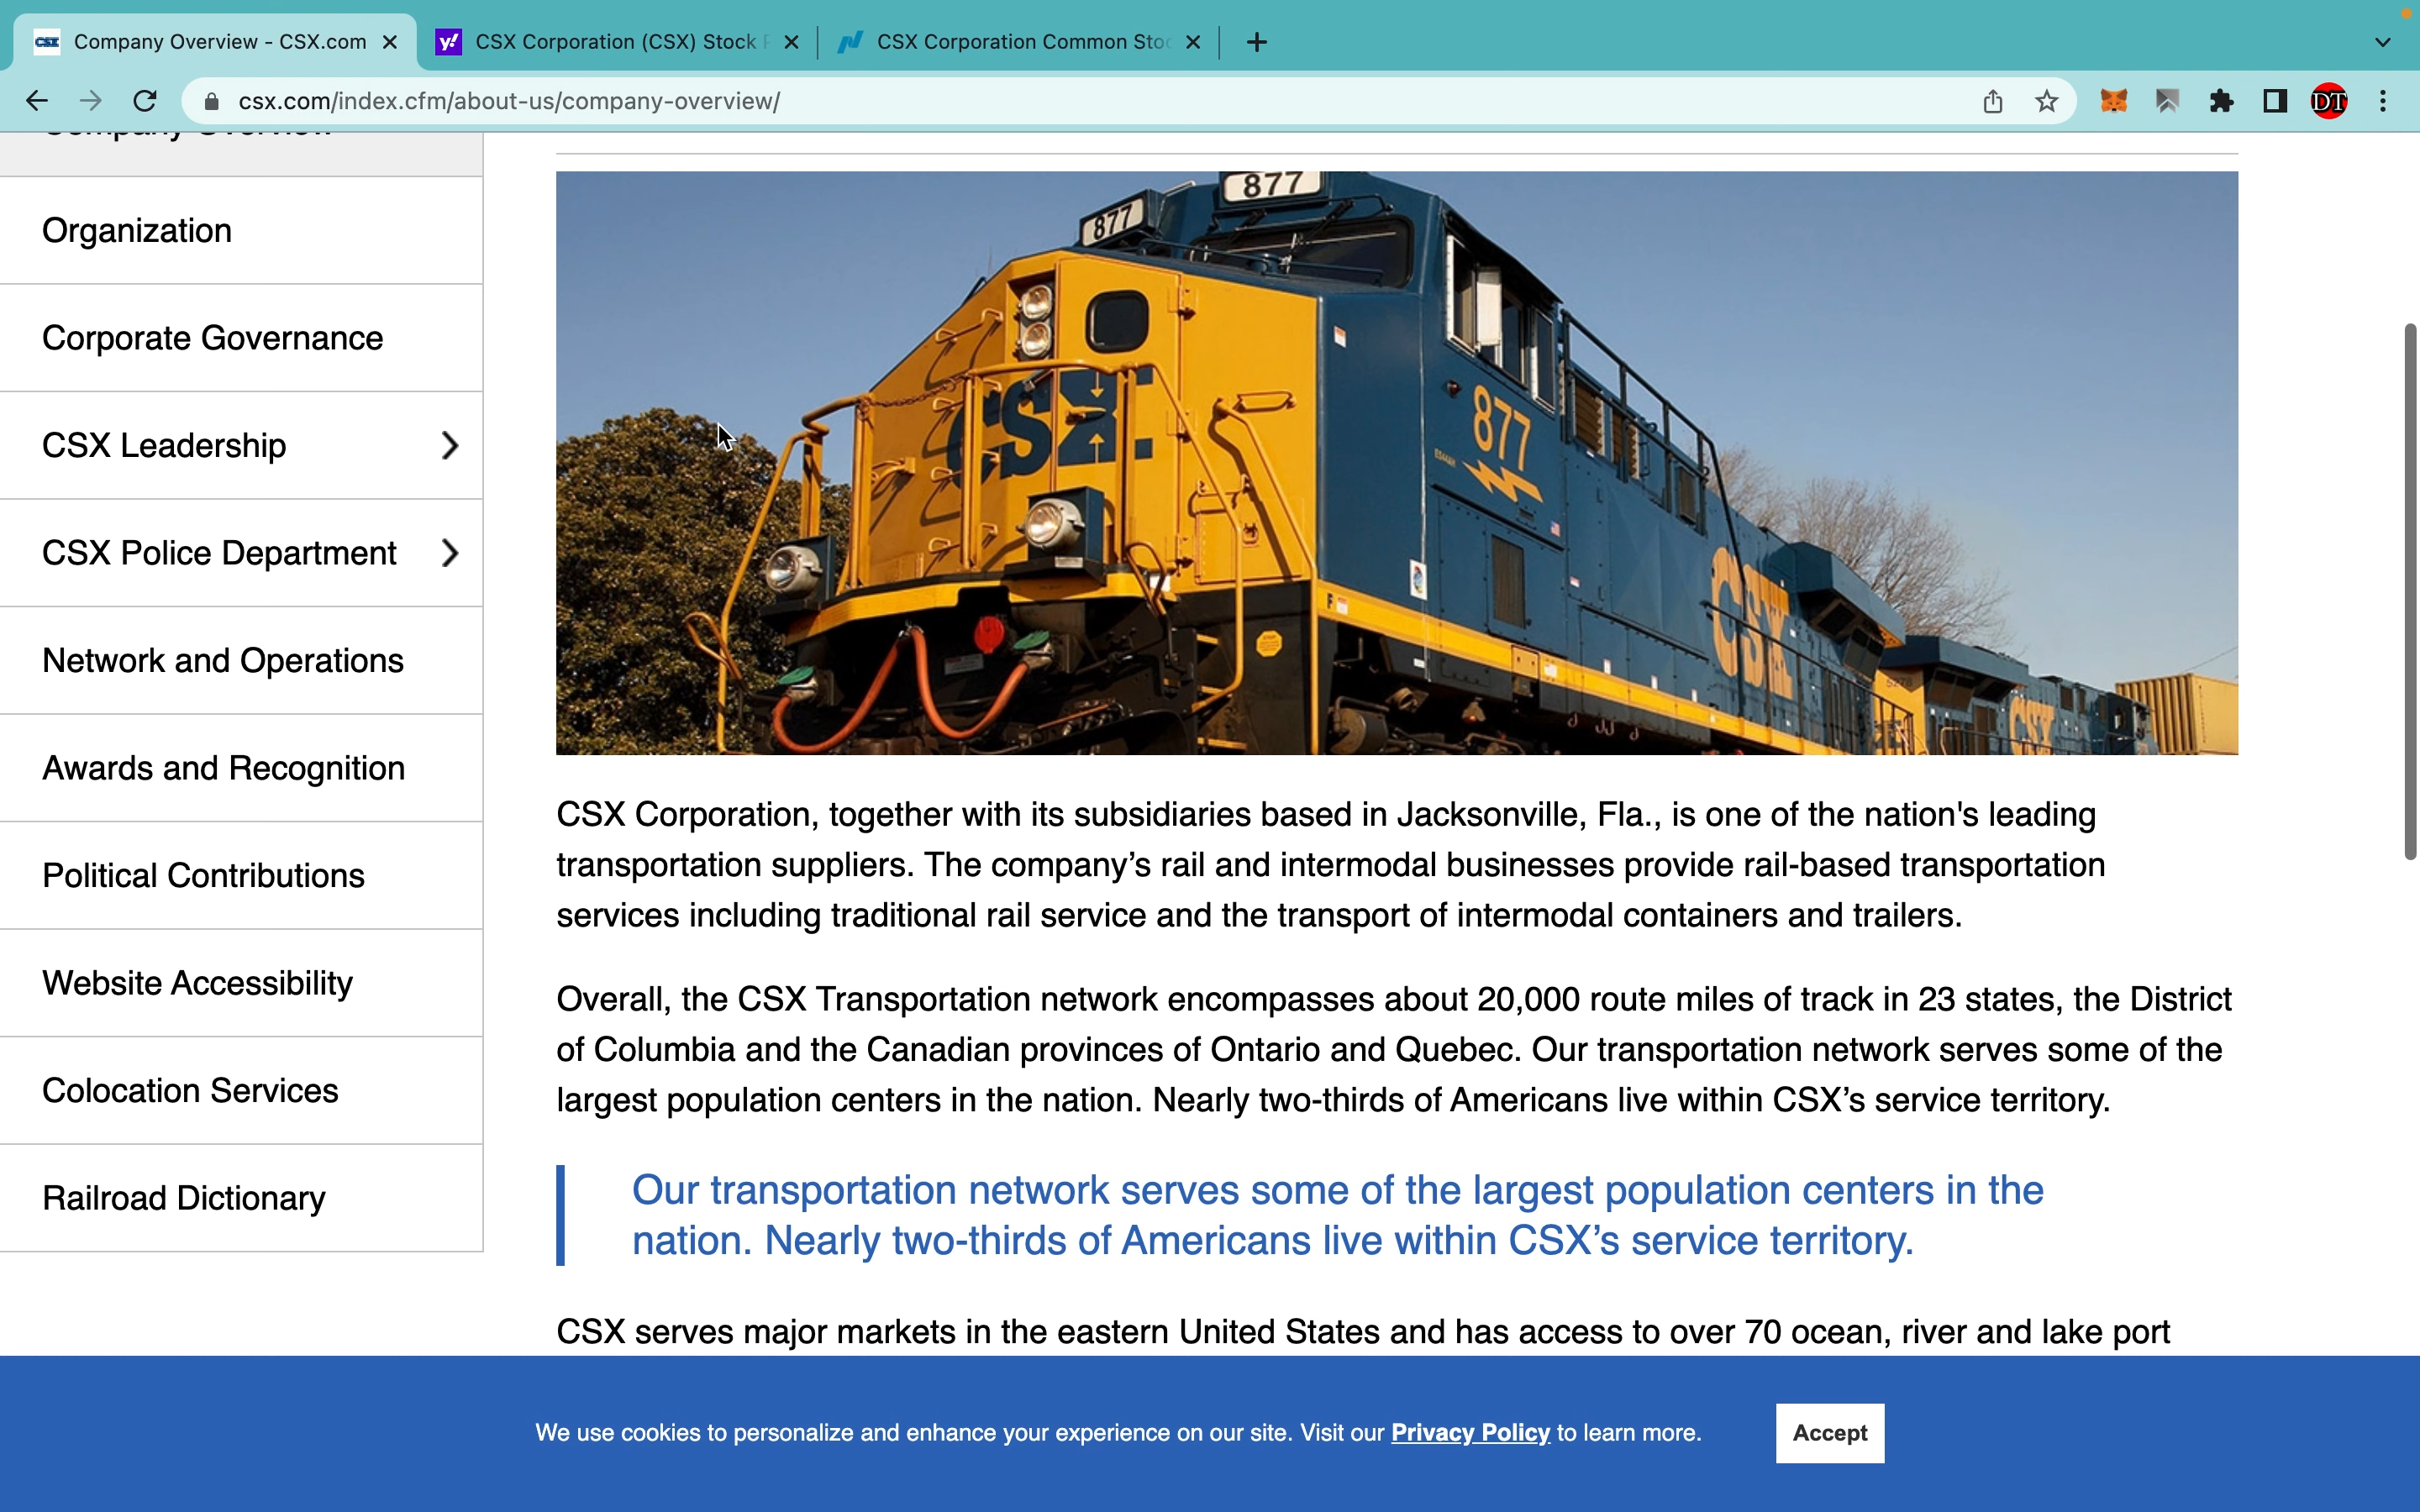 Company Overview - CSX.com
CSX Corporation (CSX) Stock
CSX Corporation Common Sto
csx.com/index.cfm/about-us/company-overview/
DT
Company Overview
Organization
Corporate Governance
CSX Leadership
CSX Police Department
Network and Operations
Awards and Recognition
Political Contributions
Website Accessibility
Colocation Services
Railroad Dictionary
877
877
CSX
877
CSX
CSX
CSX Corporation, together with its subsidiaries based in Jacksonville, Fla., is one of the nation's leading
transportation suppliers. The company’s rail and intermodal businesses provide rail-based transportation
services including traditional rail service and the transport of intermodal containers and trailers.
Overall, the CSX Transportation network encompasses about 20,000 route miles of track in 23 states, the District
of Columbia and the Canadian provinces of Ontario and Quebec. Our transportation network serves some of the
largest population centers in the nation. Nearly two-thirds of Americans live within CSX’s service territory.
Our transportation network serves some of the largest population centers in the
nation. Nearly two-thirds of Americans live within CSX’s service territory.
CSX serves major markets in the eastern United States and has access to over 70 ocean, river and lake port
We use cookies to personalize and enhance your experience on our site. Visit our Privacy Policy to learn more.
Accept